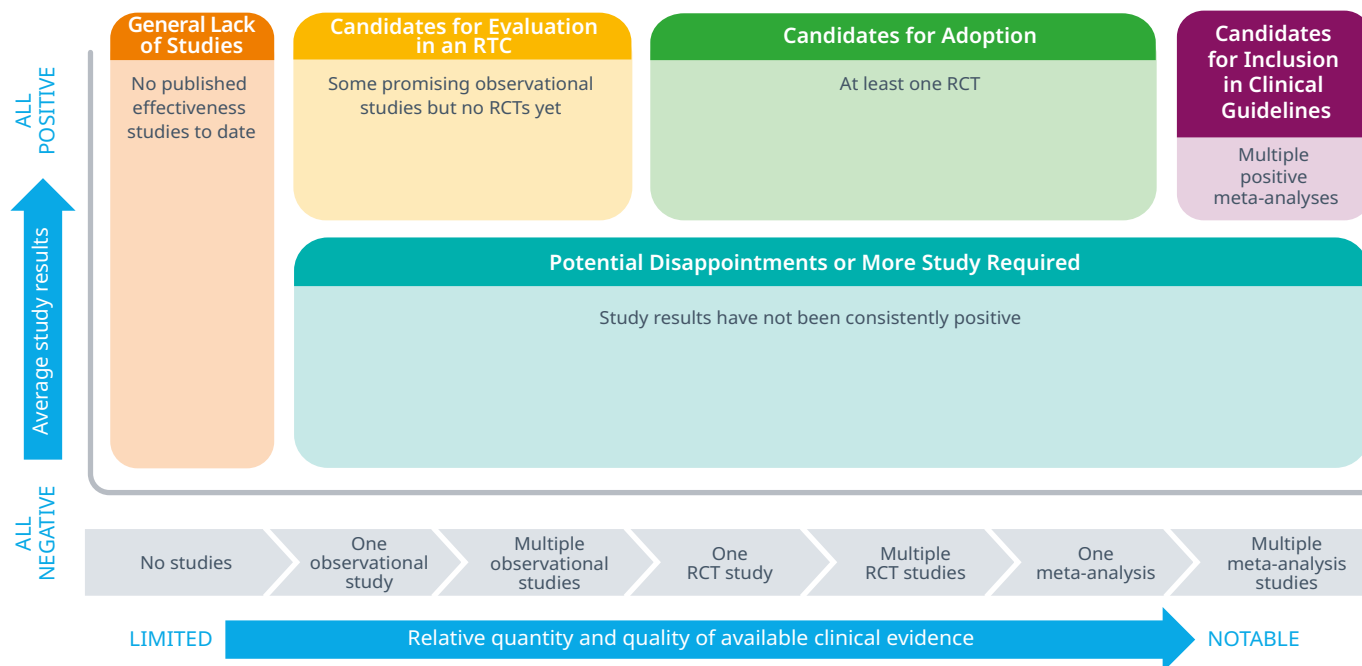 General Lack
of Studies
No published
effectiveness
studies to date
Candidates for Evaluation
in an RTC
Some promising observational
studies but no RCTs yet
Candidates for Adoption
At least one RCT
Candidates
for Inclusion
in Clinical
Guidelines
Multiple
positive
meta-analyses
Potential Disappointments or More Study Required
Study results have not been consistently positive
ALL
POSITIVE
Average study results
ALL
NEGATIVE
No studies
One
observational
study
Multiple
observational
studies
One
RCT study
Multiple
RCT studies
One
meta-analysis
Multiple
meta-analysis
studies
LIMITED
Relative quantity and quality of available clinical evidence
NOTABLE